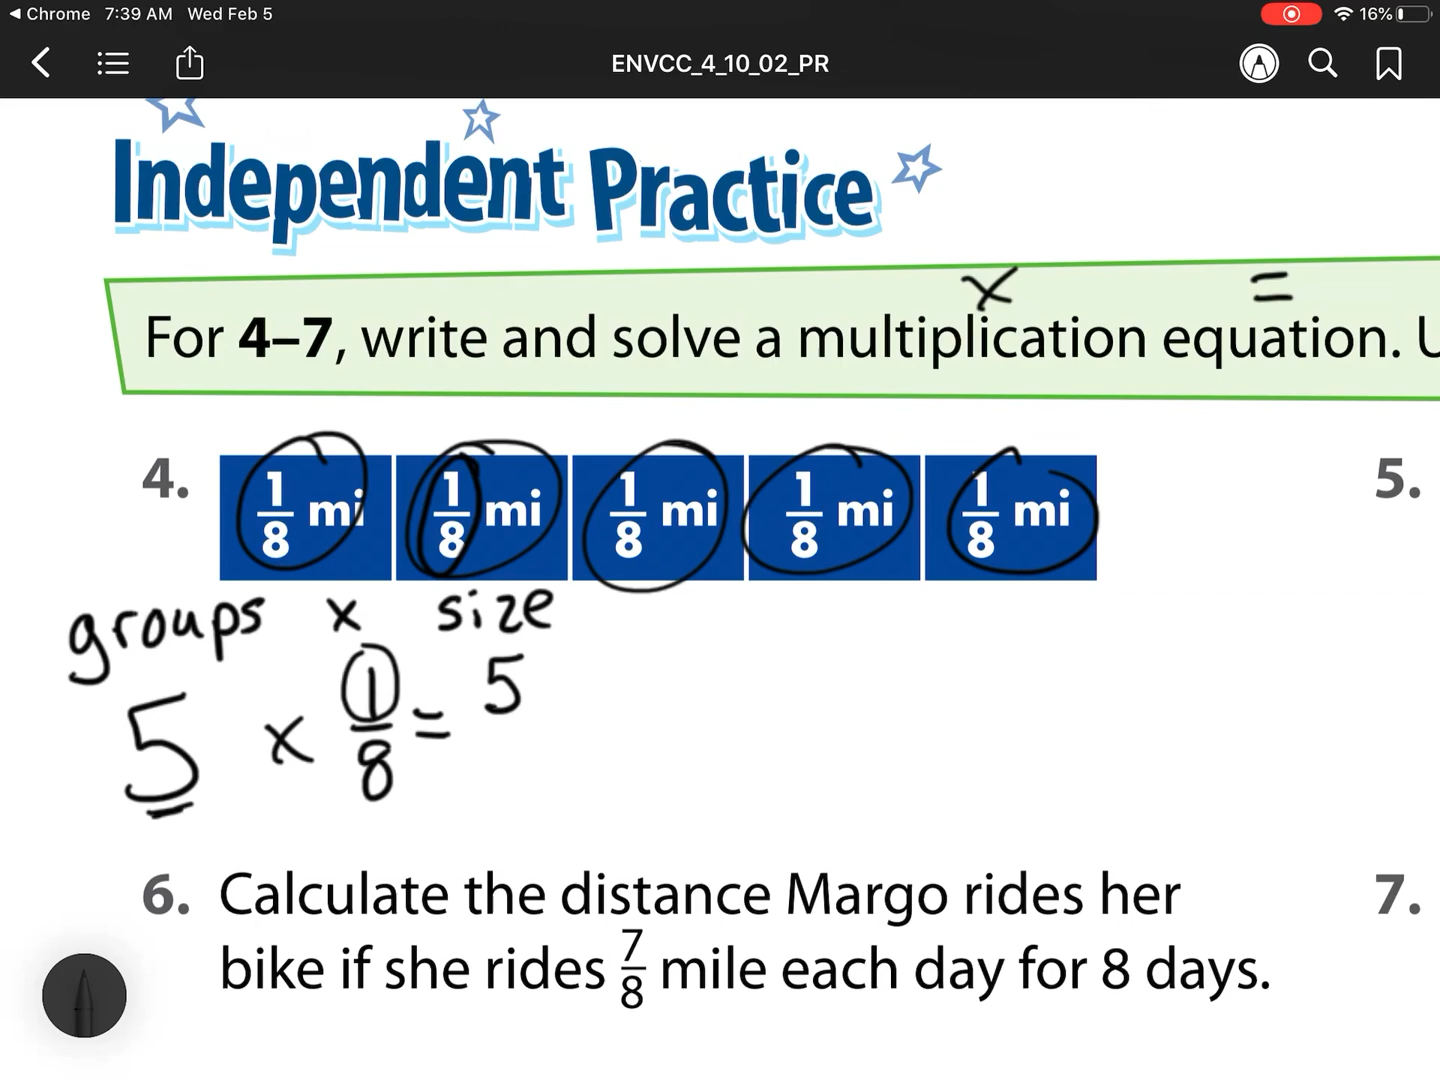 Chrome 7:39 AM Wed Feb 5 16%
ENVCC_4_10_02_PR
Independent Practice
x =
For 4–7, write and solve a multiplication equation. U
4. 1/8 mi 1/8 mi 1/8 mi 1/8 mi 1/8 mi 5.
groups x size
5 x 1/8 = 5
6. Calculate the distance Margo rides her 7.
bike if she rides 7/8 mile each day for 8 days.